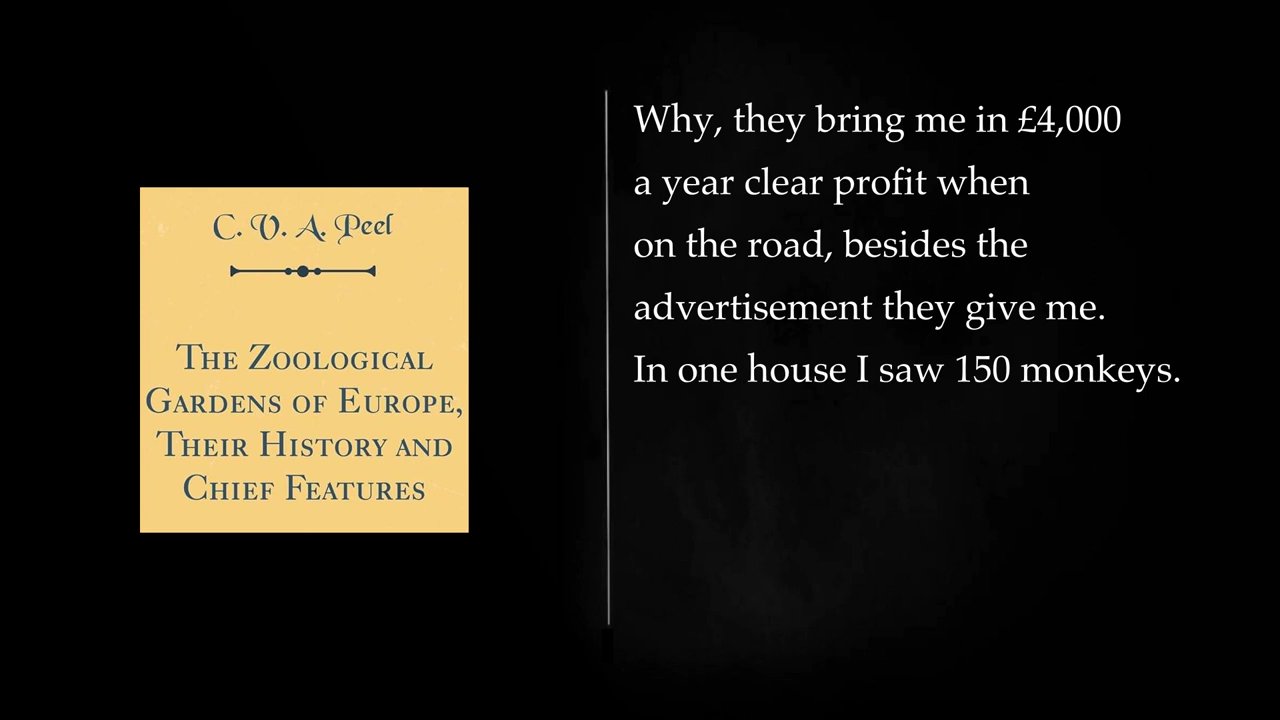 C. V. A. Peel
The Zoological
Gardens of Europe,
Their History and
Chief Features
Why, they bring me in £4,000
a year clear profit when
on the road, besides the
advertisement they give me.
In one house I saw 150 monkeys.